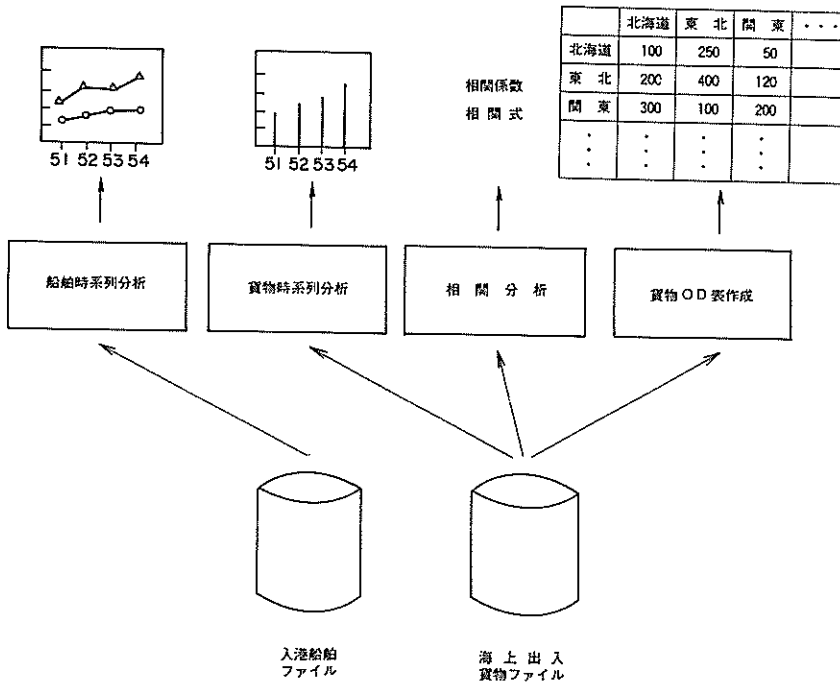 北海道 東北 関東 ・・・
北海道 100 250 50
東北 200 400 120
関東 300 100 200
・ ・ ・ ・
・ ・ ・ ・
・ ・ ・ ・
51 52 53 54
51 52 53 54
相関係数
相関式
船舶時系列分析
貨物時系列分析
相関分析
貨物OD表作成
入港船舶
ファイル
海上出入
貨物ファイル